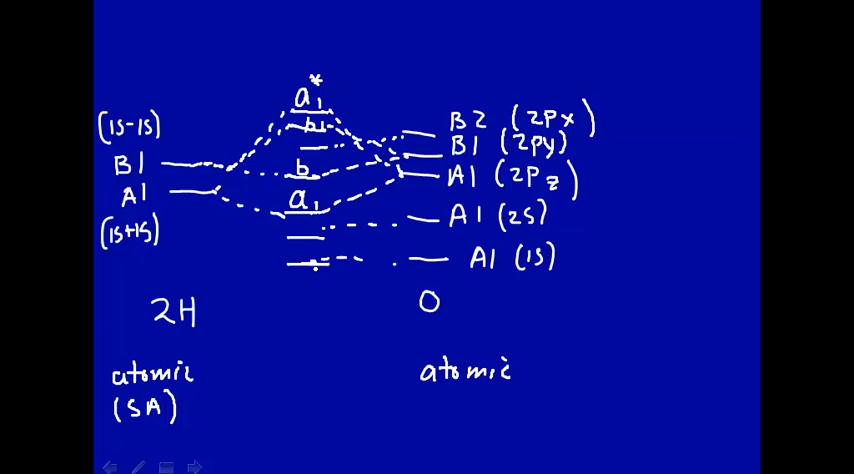 a₁*
(1s-1s)
b₁
B2 (2px)
B1 (2py)
B1
b
A1 (2pz)
A1
a₁
A1 (2s)
(1s+1s)
A1 (1s)
2H
O
atomic
atomic
(SA)